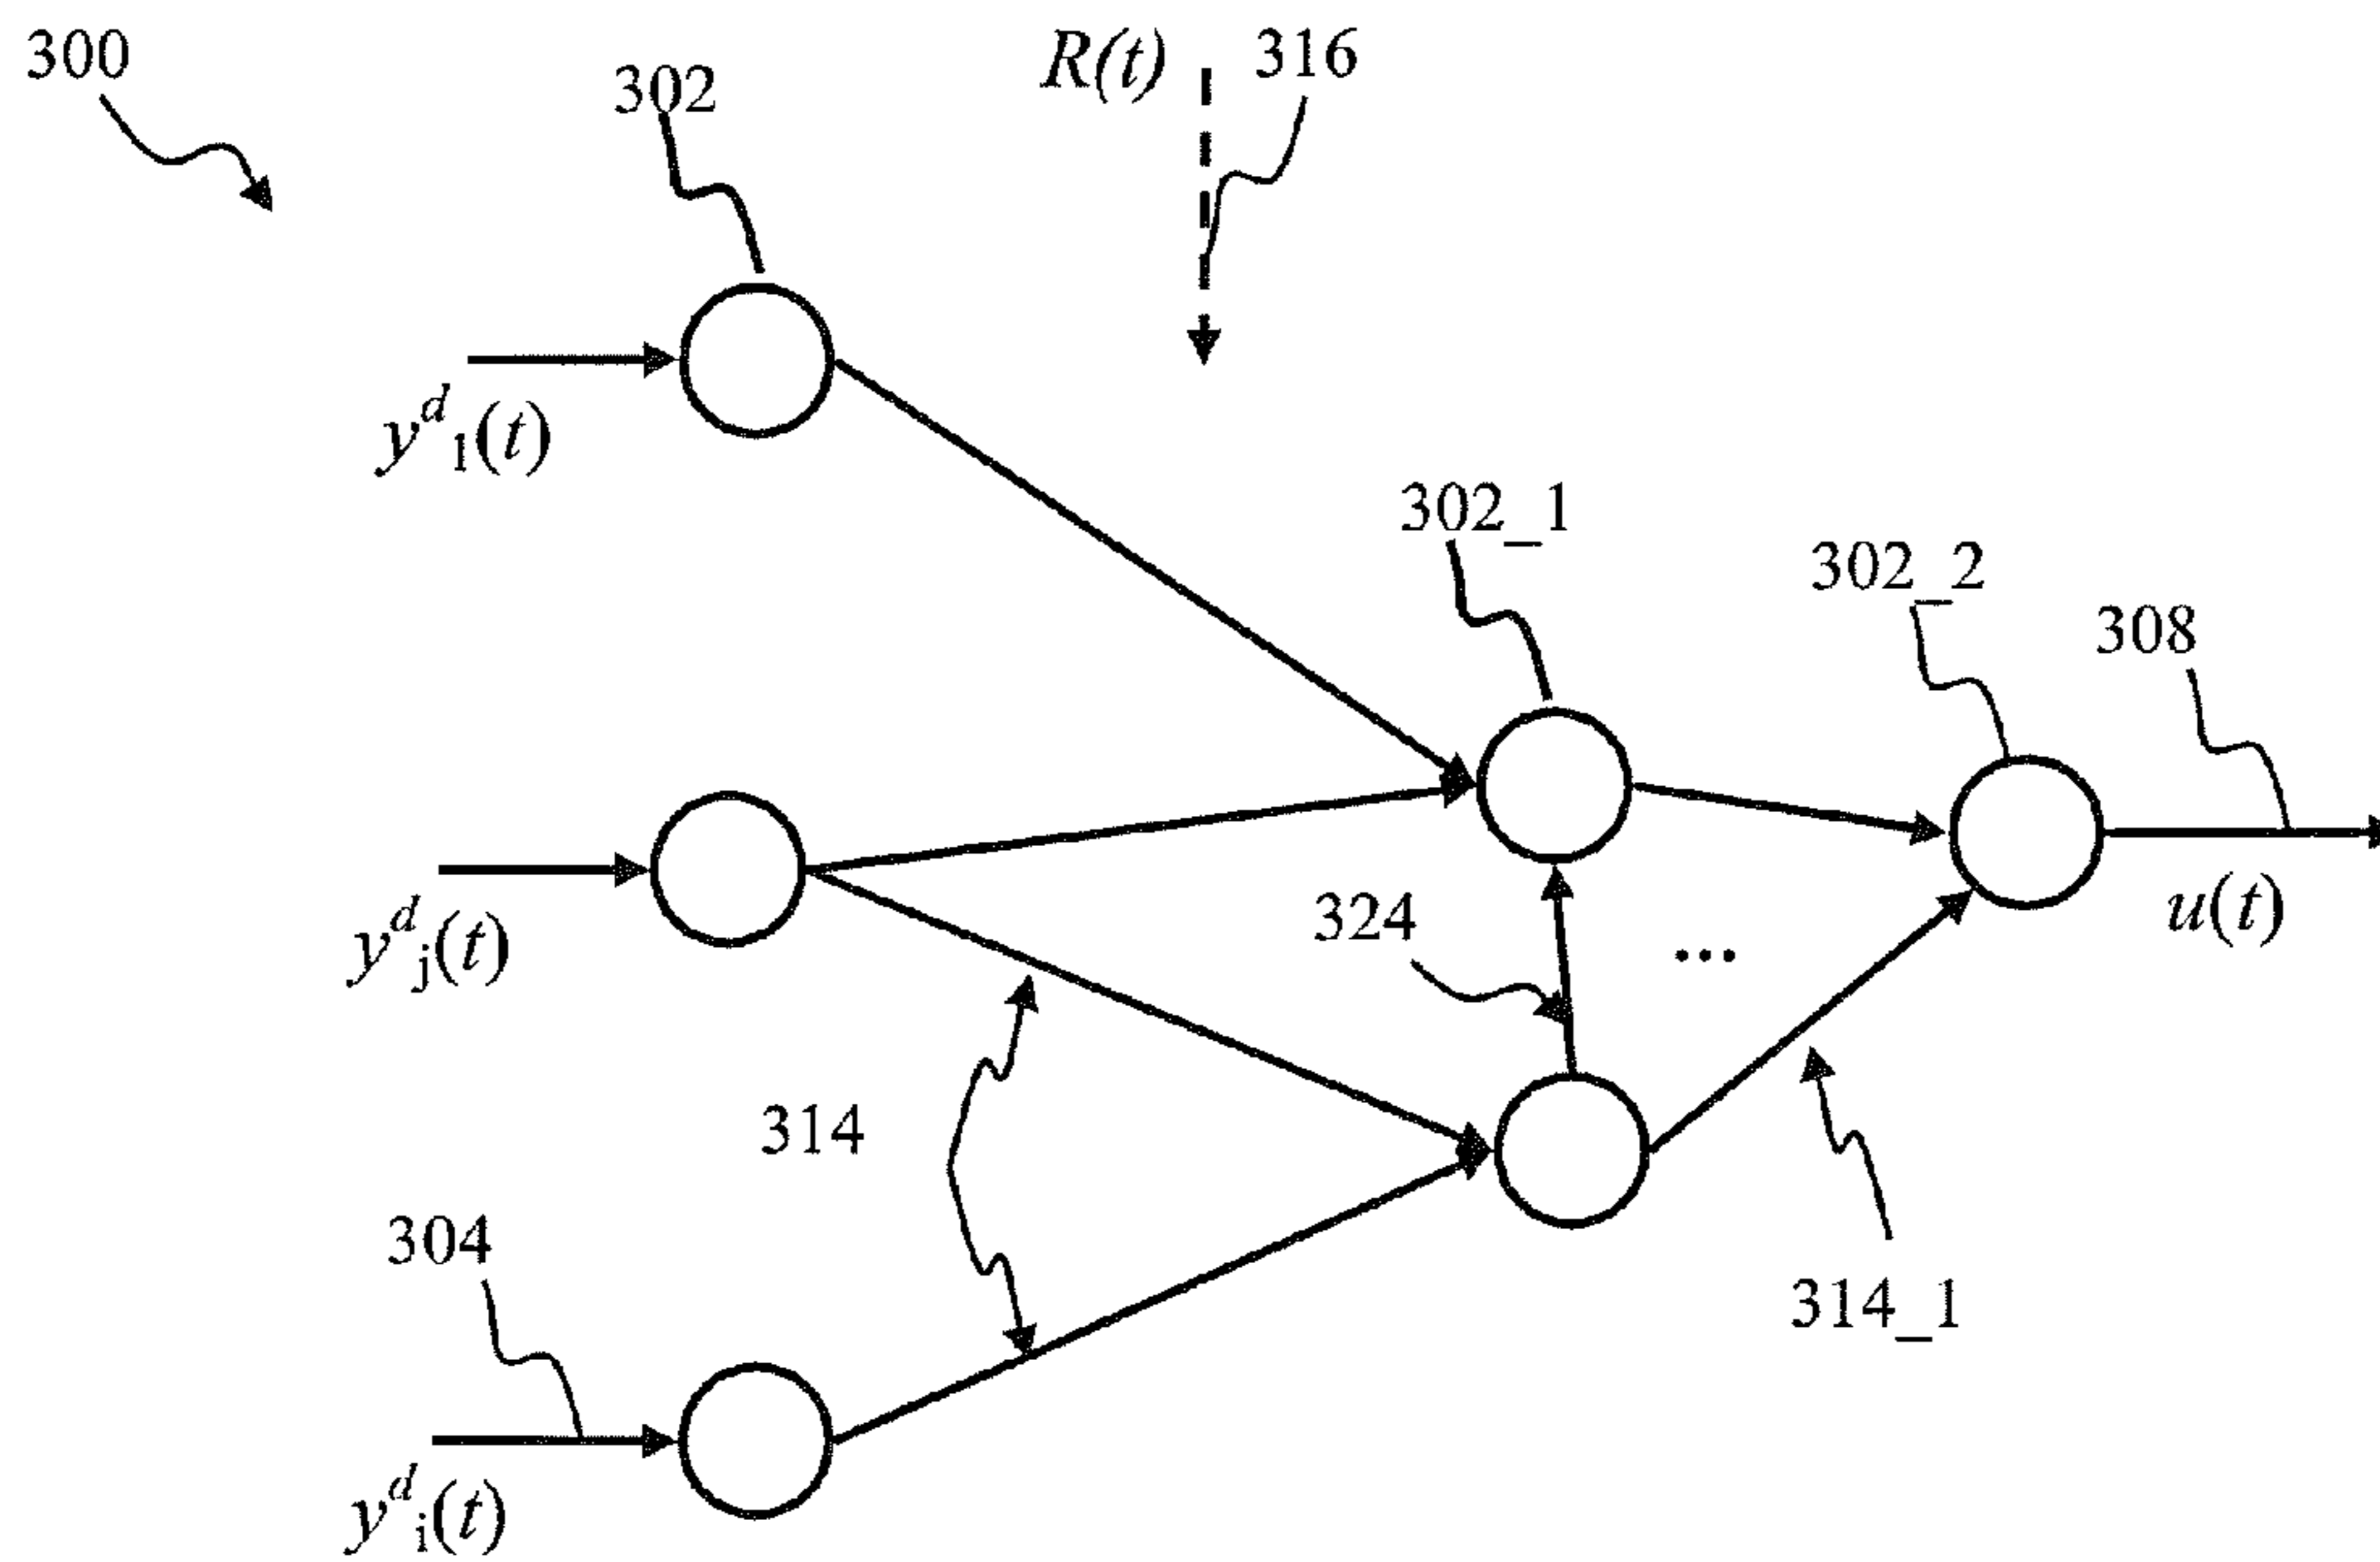 300
302
R(t)
316
y^d_1(t)
302_1
302_2
308
y^d_j(t)
324
...
u(t)
314
304
314_1
y^d_i(t)